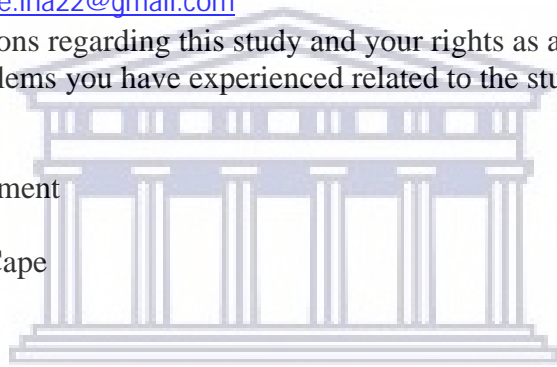 e.ina22@gmail.com
ons regarding this study and your rights as a
lems you have experienced related to the stu
ment
Cape